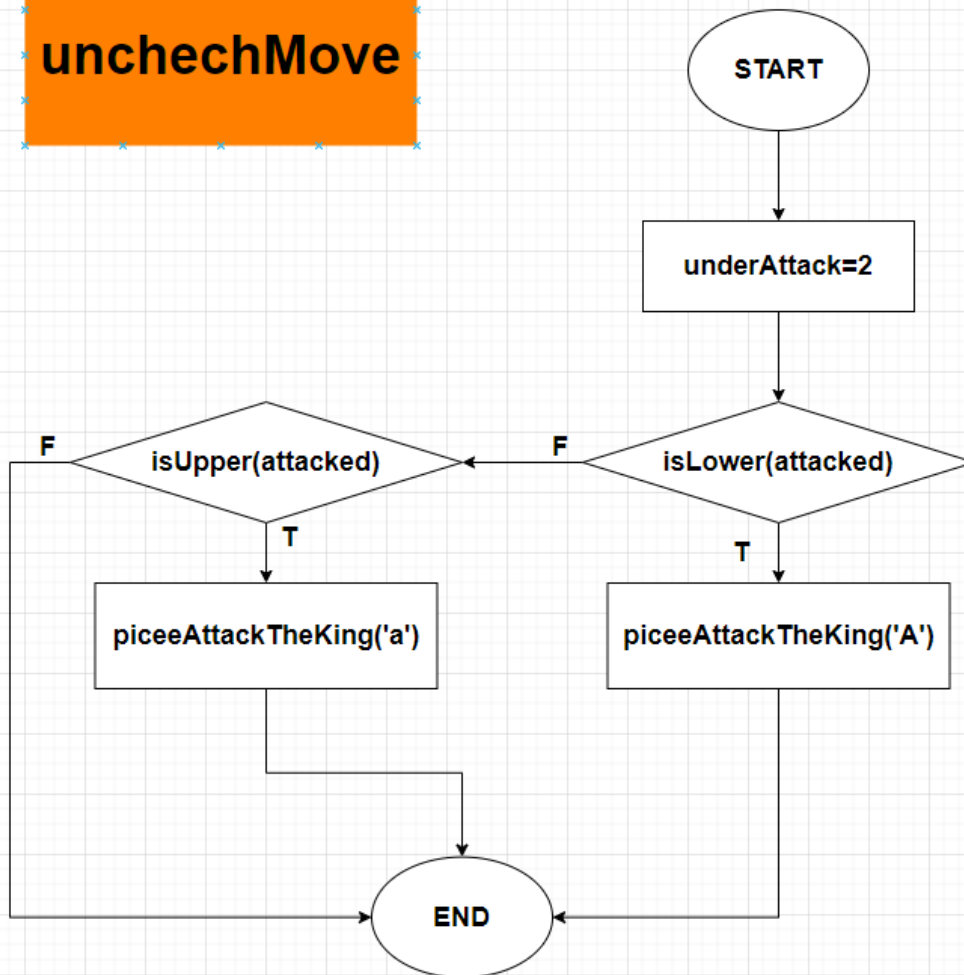 unchechMove
START
underAttack=2
F
isUpper(attacked)
F
isLower(attacked)
T
T
piceeAttackTheKing('a')
piceeAttackTheKing('A')
END